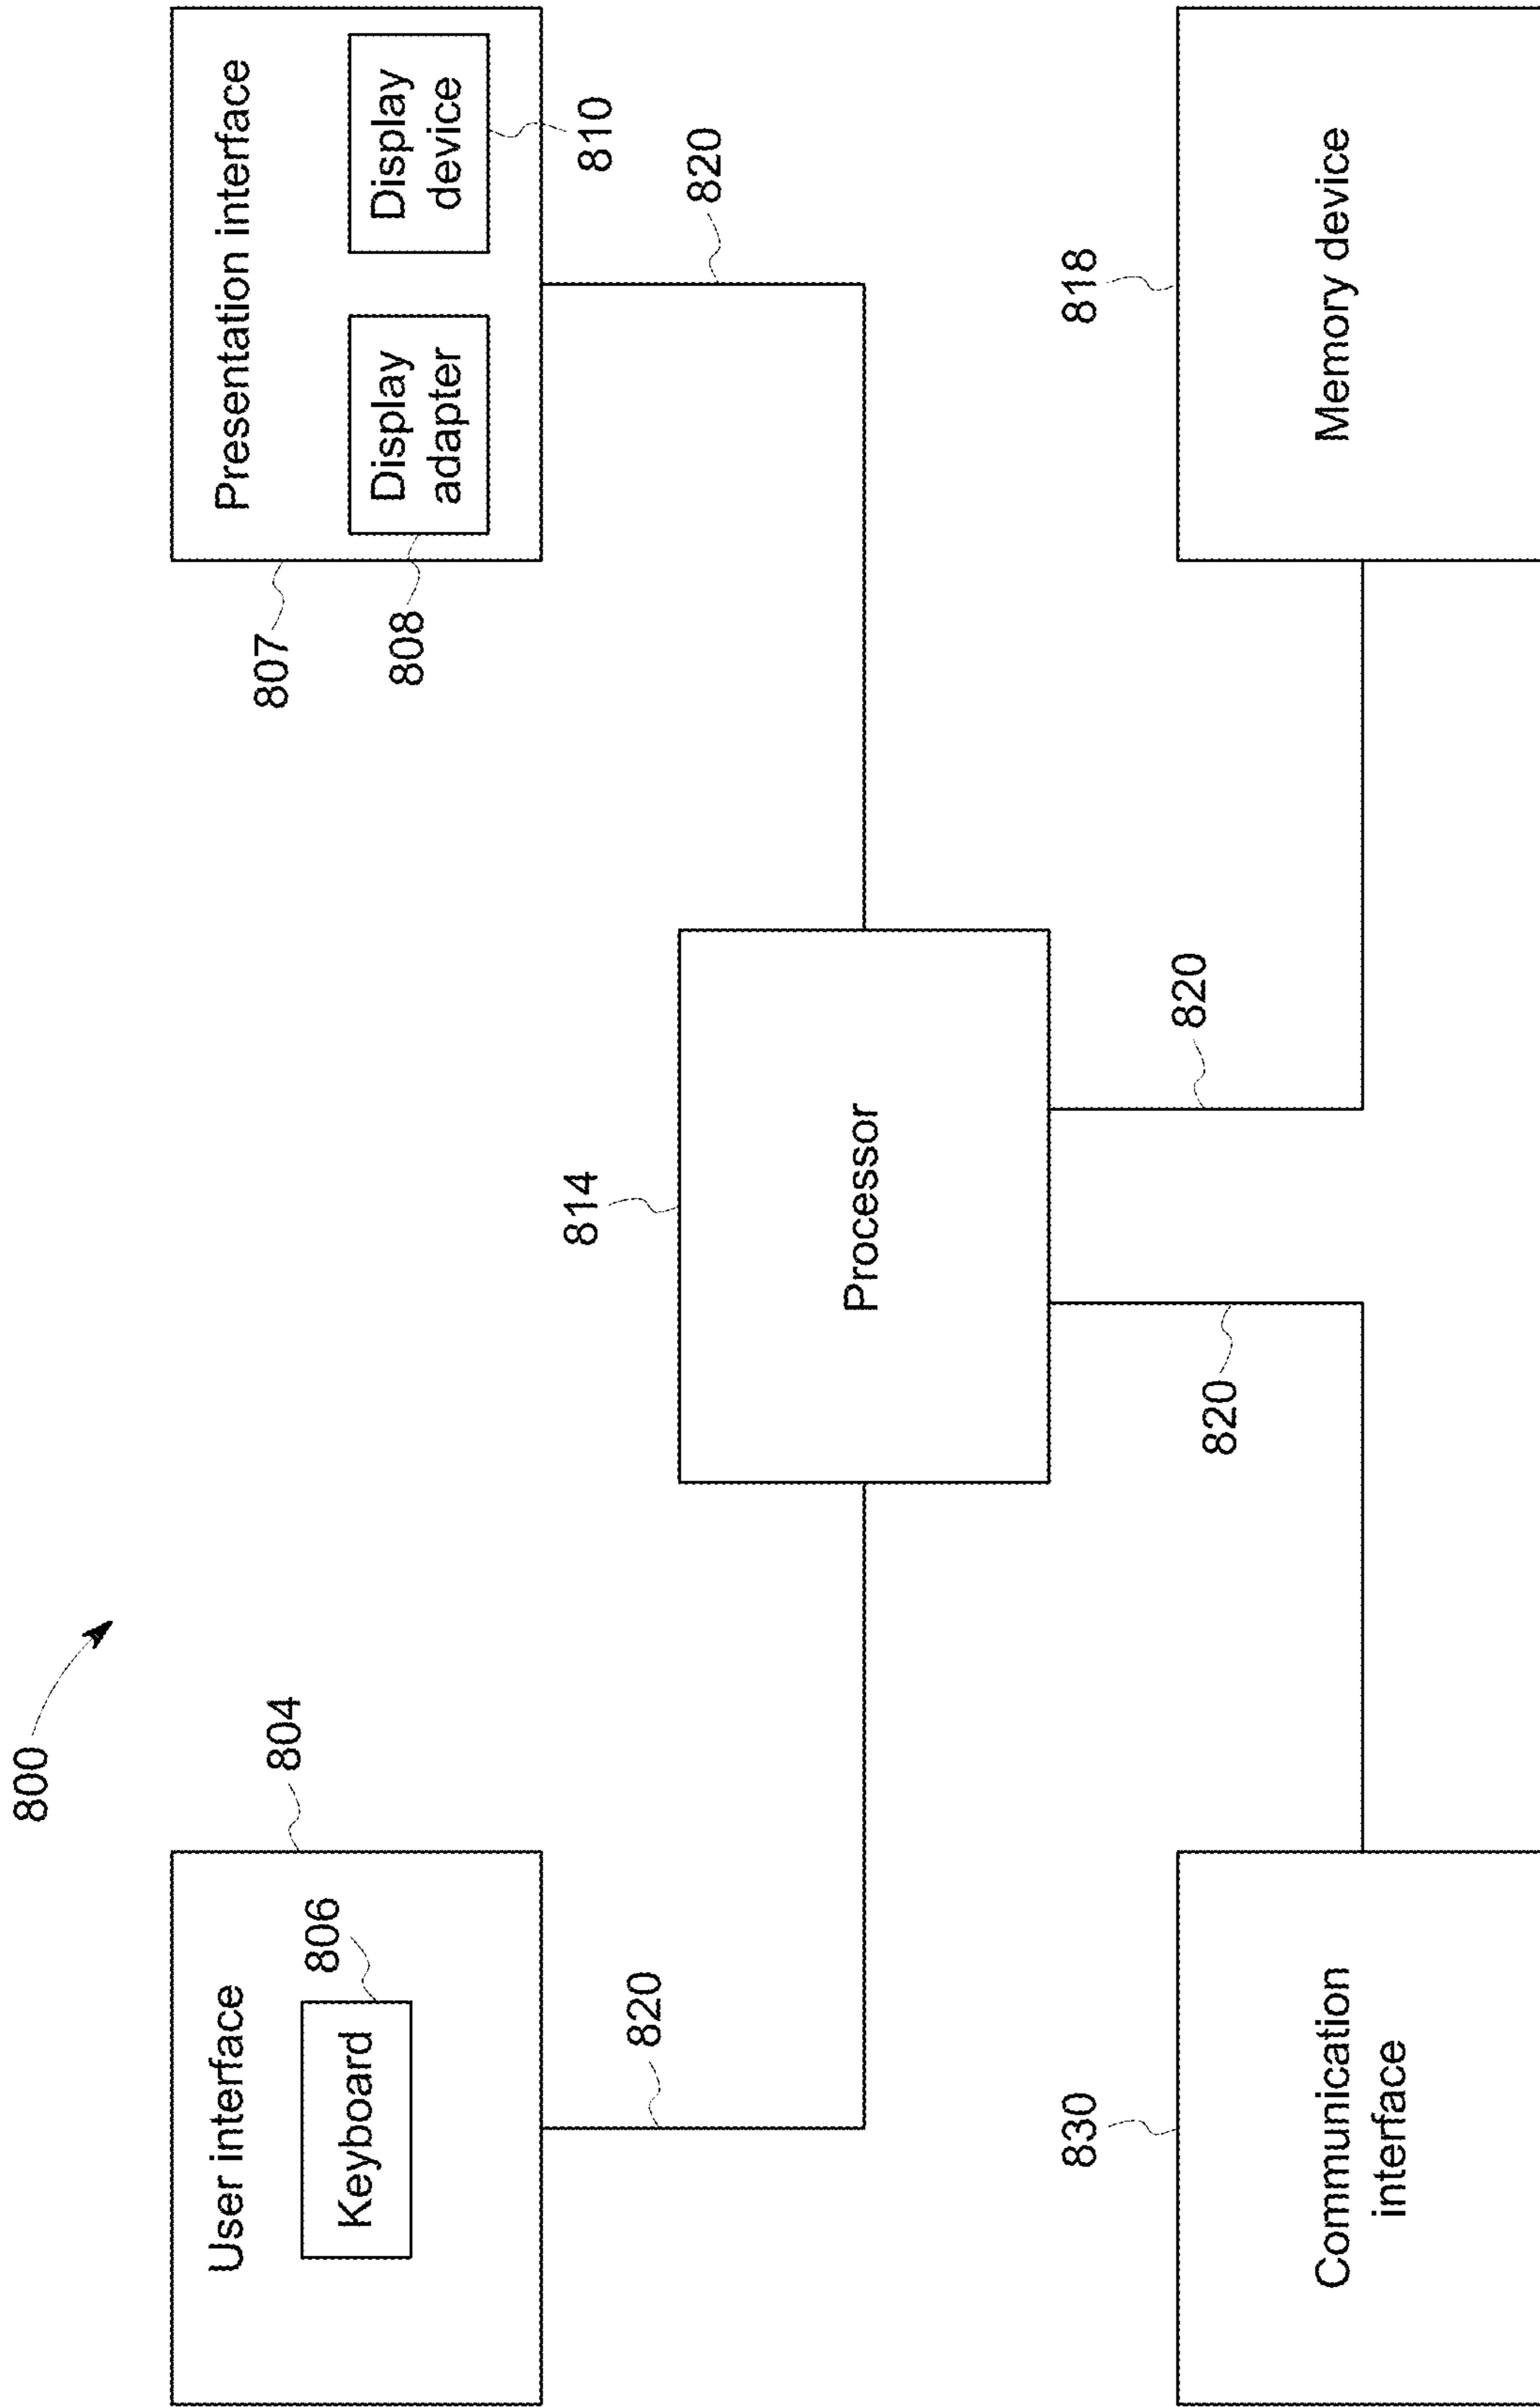 800
User interface
804
Keyboard
806
820
Presentation interface
807
Display
adapter
808
Display
device
810
820
814
Processor
830
Communication
interface
820
820
818
Memory device